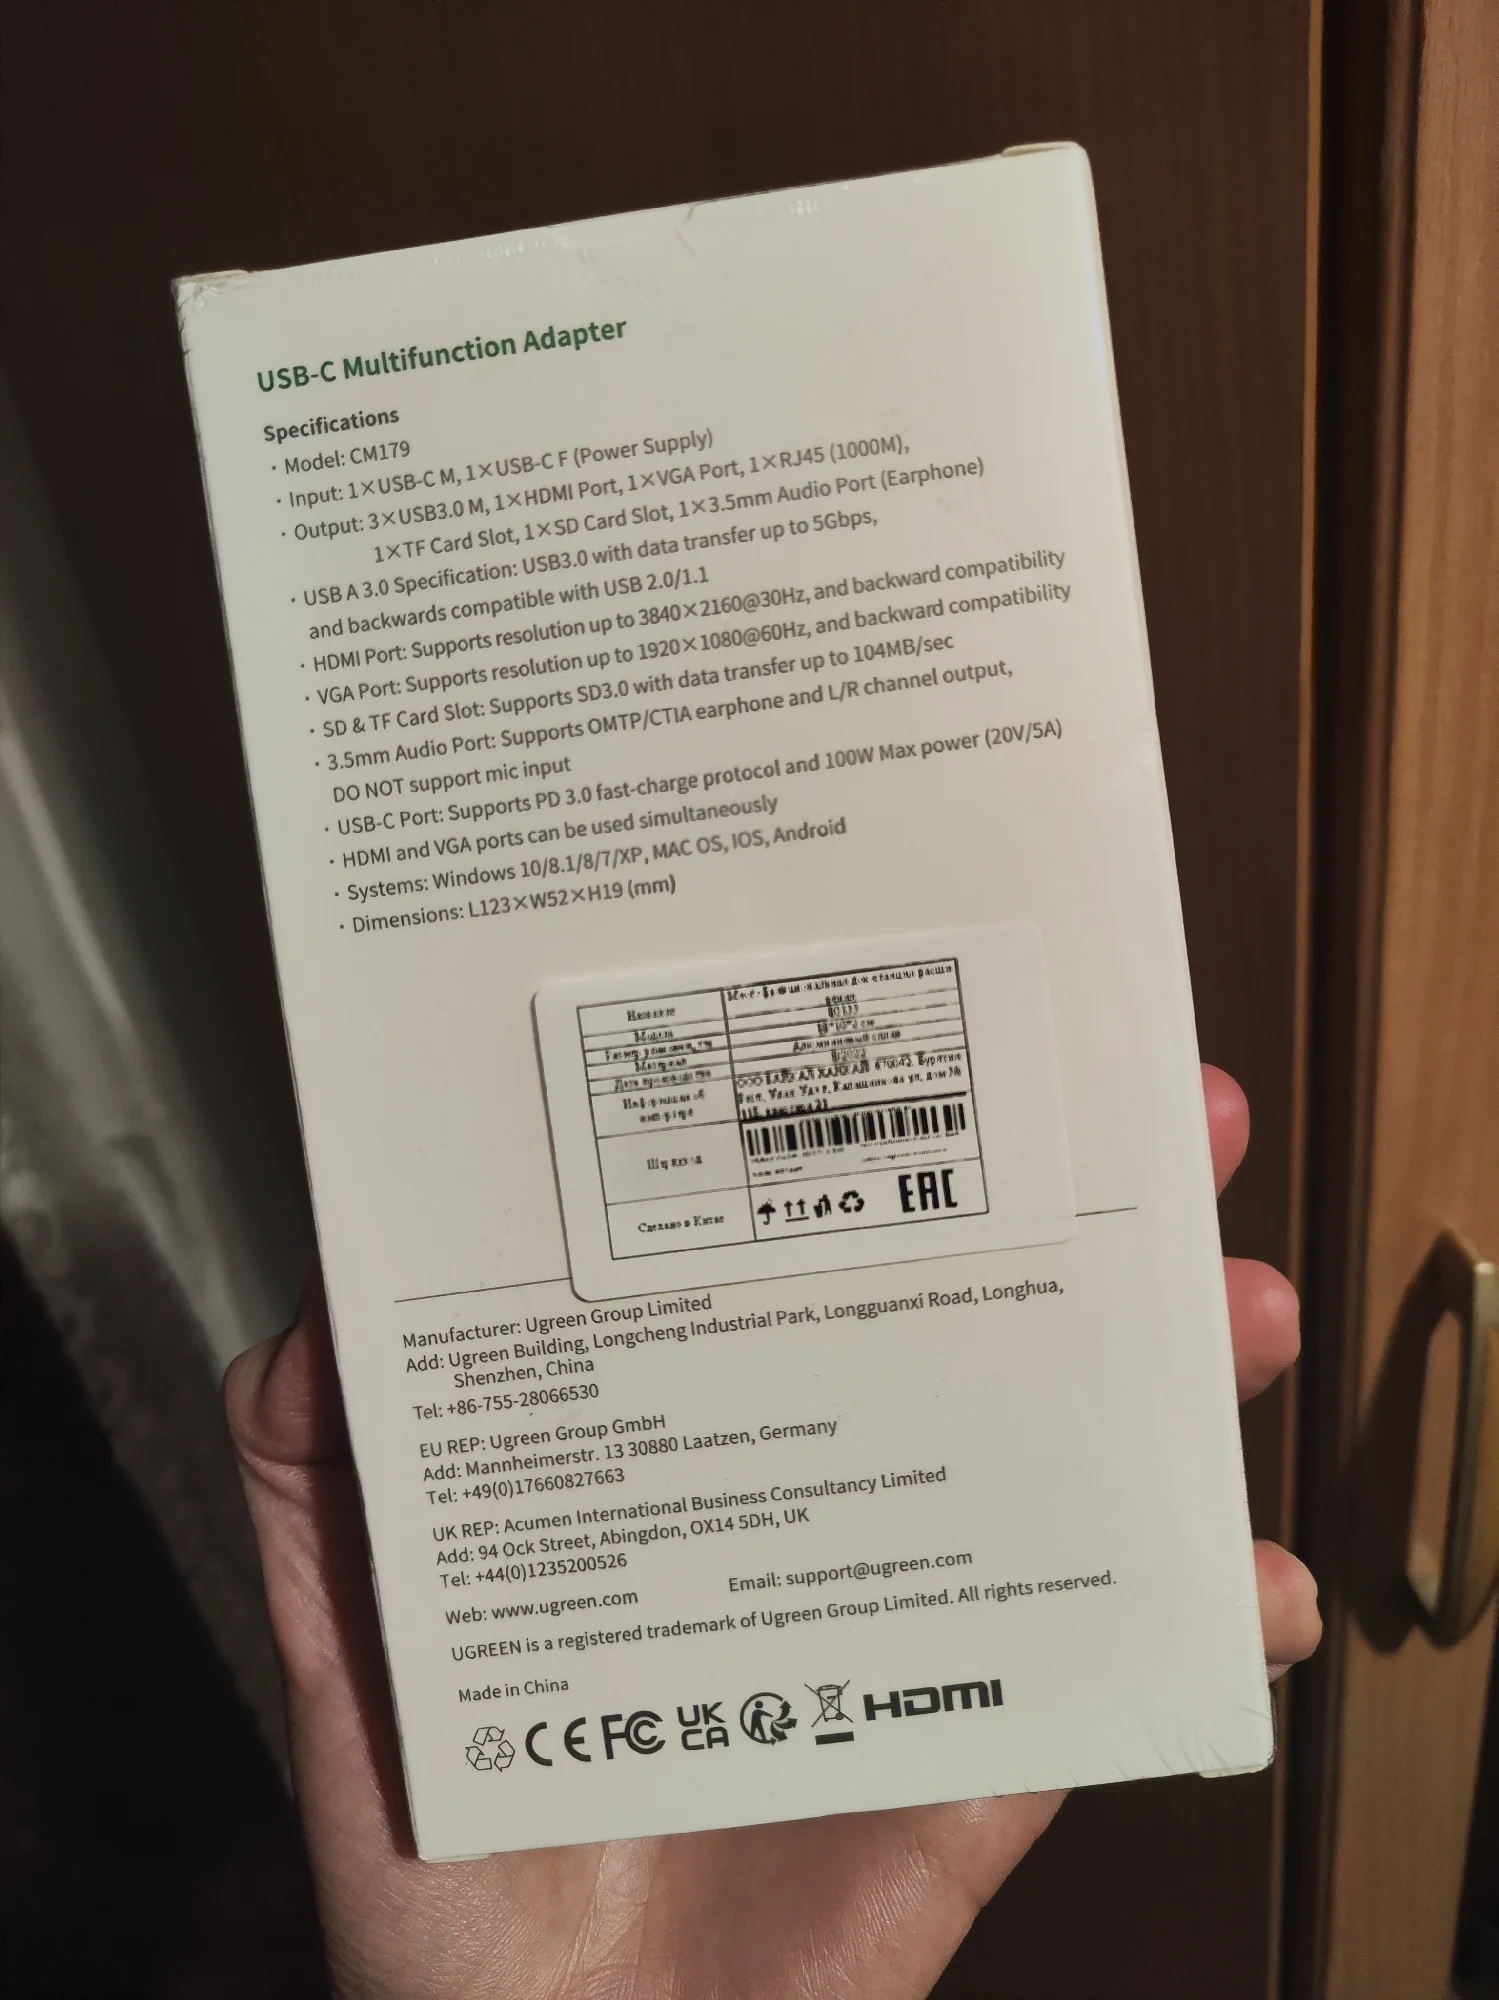 USB-C Multifunction Adapter
Specifications
· Model: CM179
· Input: 1×USB-C M, 1×USB-C F (Power Supply)
· Output: 3×USB3.0 M, 1×HDMI Port, 1×VGA Port, 1×RJ45 (1000M),
1×TF Card Slot, 1×SD Card Slot, 1×3.5mm Audio Port (Earphone)
· USB A 3.0 Specification: USB3.0 with data transfer up to 5Gbps,
and backwards compatible with USB 2.0/1.1
· HDMI Port: Supports resolution up to 3840×2160@30Hz, and backward compatibility
· VGA Port: Supports resolution up to 1920×1080@60Hz, and backward compatibility
· SD & TF Card Slot: Supports SD3.0 with data transfer up to 104MB/sec
· 3.5mm Audio Port: Supports OMTP/CTIA earphone and L/R channel output,
DO NOT support mic input
· USB-C Port: Supports PD 3.0 fast-charge protocol and 100W Max power (20V/5A)
· HDMI and VGA ports can be used simultaneously
· Systems: Windows 10/8.1/8/7/XP, MAC OS, IOS, Android
· Dimensions: L123×W52×H19 (mm)
8/2022
670042, Бурятия
Сделано в Китае
EAC
Manufacturer: Ugreen Group Limited
Add: Ugreen Building, Longcheng Industrial Park, Longguanxi Road, Longhua,
Shenzhen, China
Tel: +86-755-28066530
EU REP: Ugreen Group GmbH
Add: Mannheimerstr. 13 30880 Laatzen, Germany
Tel: +49(0)17660827663
UK REP: Acumen International Business Consultancy Limited
Add: 94 Ock Street, Abingdon, OX14 5DH, UK
Tel: +44(0)1235200526
Web: www.ugreen.com Email: support@ugreen.com
UGREEN is a registered trademark of Ugreen Group Limited. All rights reserved.
Made in China
CE FC UK CA HDMI